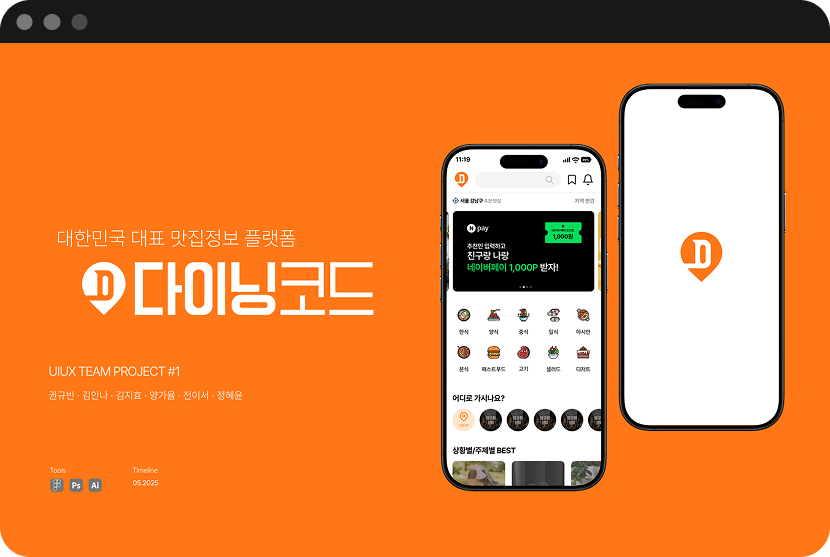 대한민국 대표 맛집정보 플랫폼
D 다이닝코드
UIUX TEAM PROJECT #1
권규빈 · 김안나 · 김지효 · 양가율 · 전아서 · 정혜윤
Tools
Ps Ai
Timeline
05.2025
11:19
D
서울 강남구 추천 맛집
지역 변경
N pay
추천인 입력하고
친구랑 나랑
네이버페이 1,000P 받자!
1,000원
한식 양식 중식 일식 아시안
분식 패스트푸드 고기 샐러드 디저트
어디로 가시나요?
상황별/주제별 BEST
D